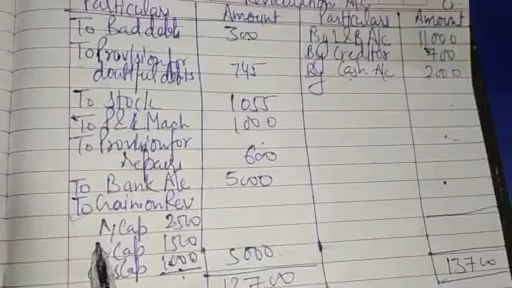 Particulars Amount Particulars Amount
To Bad debts 300 By L&B A/c 11000
To Provision for By Creditor 700
doubtful debts 745 By Cash A/c 2000
To Stock 1055
To P&L Mach 1000
To Provision for
repairs 600
To Bank A/c 5000
To Gain on Rev
A, Cap 2500
Cap 1500
Cap 1000 5000
13700 13700